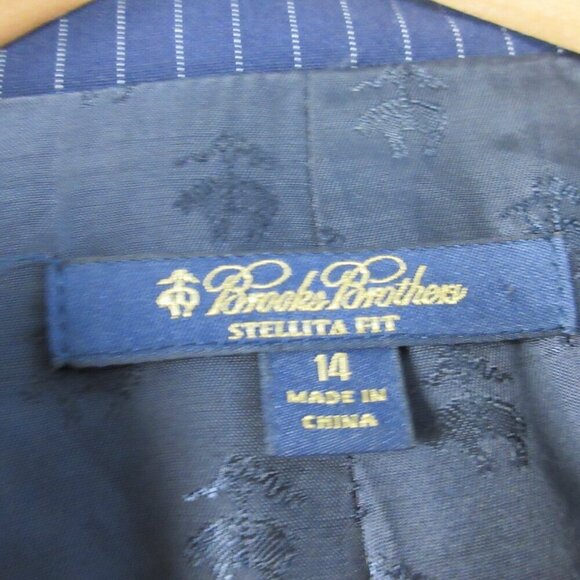 Brooks Brothers
STELLITA FIT
14
MADE IN
CHINA